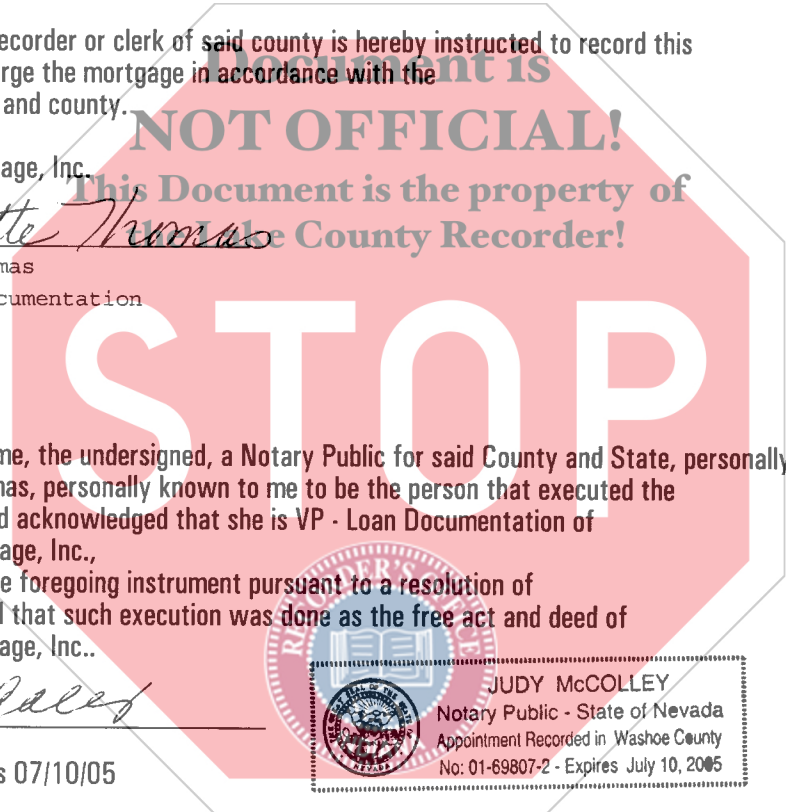 ecorder or clerk of said county is hereby instructed to record this
rge the mortgage in accordance with the
and county.
Document is
NOT OFFICIAL!
This Document is the property of
the Lake County Recorder!
age, Inc.
tte Thomas
mas
cumentation
STOP
me, the undersigned, a Notary Public for said County and State, personally
mas, personally known to me to be the person that executed the
d acknowledged that she is VP - Loan Documentation of
age, Inc.,
e foregoing instrument pursuant to a resolution of
l that such execution was done as the free act and deed of
age, Inc..
RECORDER'S OFFICE
JUDY McCOLLEY
Notary Public - State of Nevada
Appointment Recorded in Washoe County
No: 01-69807-2 - Expires July 10, 2005
s 07/10/05